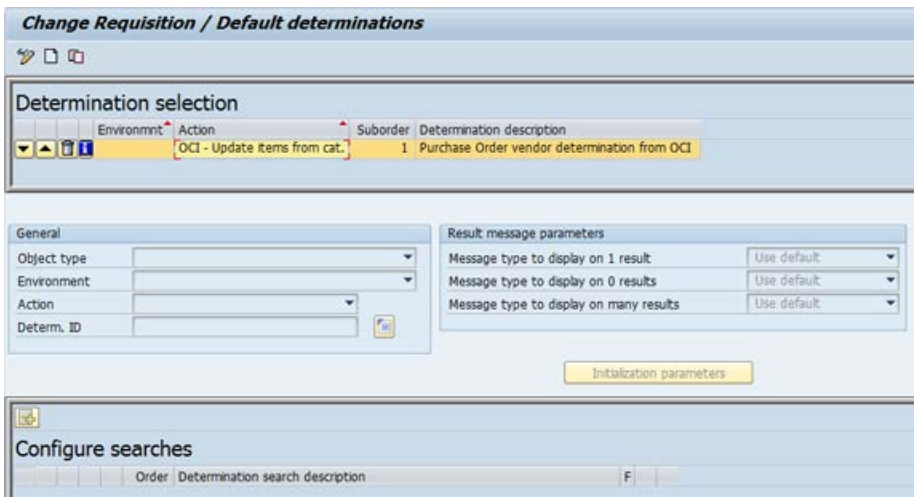 Change Requisition / Default determinations
Determination selection
Environmnt Action Suborder Determination description
OCI - Update items from cat. 1 Purchase Order vendor determination from OCI
General
Object type
Environment
Action
Determ. ID
Result message parameters
Message type to display on 1 result Use default
Message type to display on 0 results Use default
Message type to display on many results Use default
Initialization parameters
Configure searches
Order Determination search description F